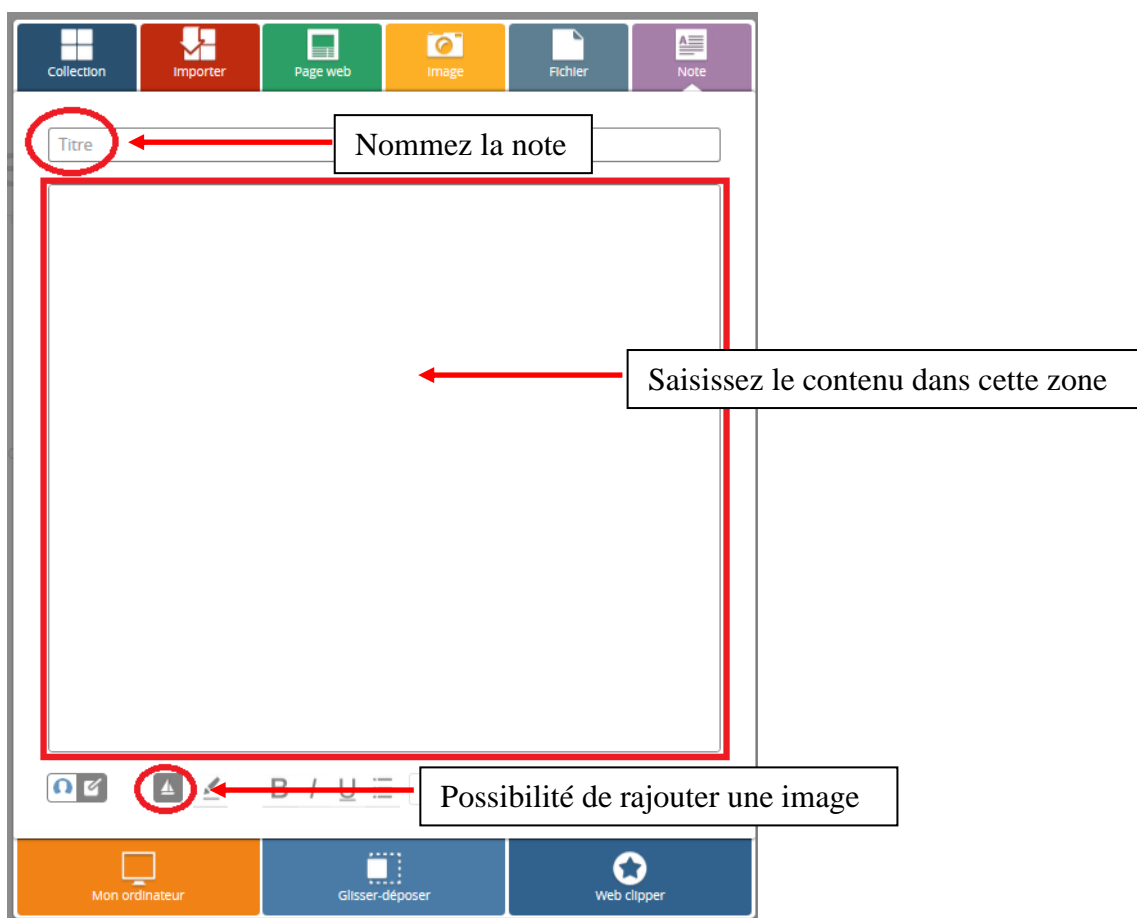 Collection Importer Page web Image Fichier Note
Titre
Nommez la note
Saisissez le contenu dans cette zone
B I U
Possibilité de rajouter une image
Mon ordinateur Glisser-déposer Web clipper